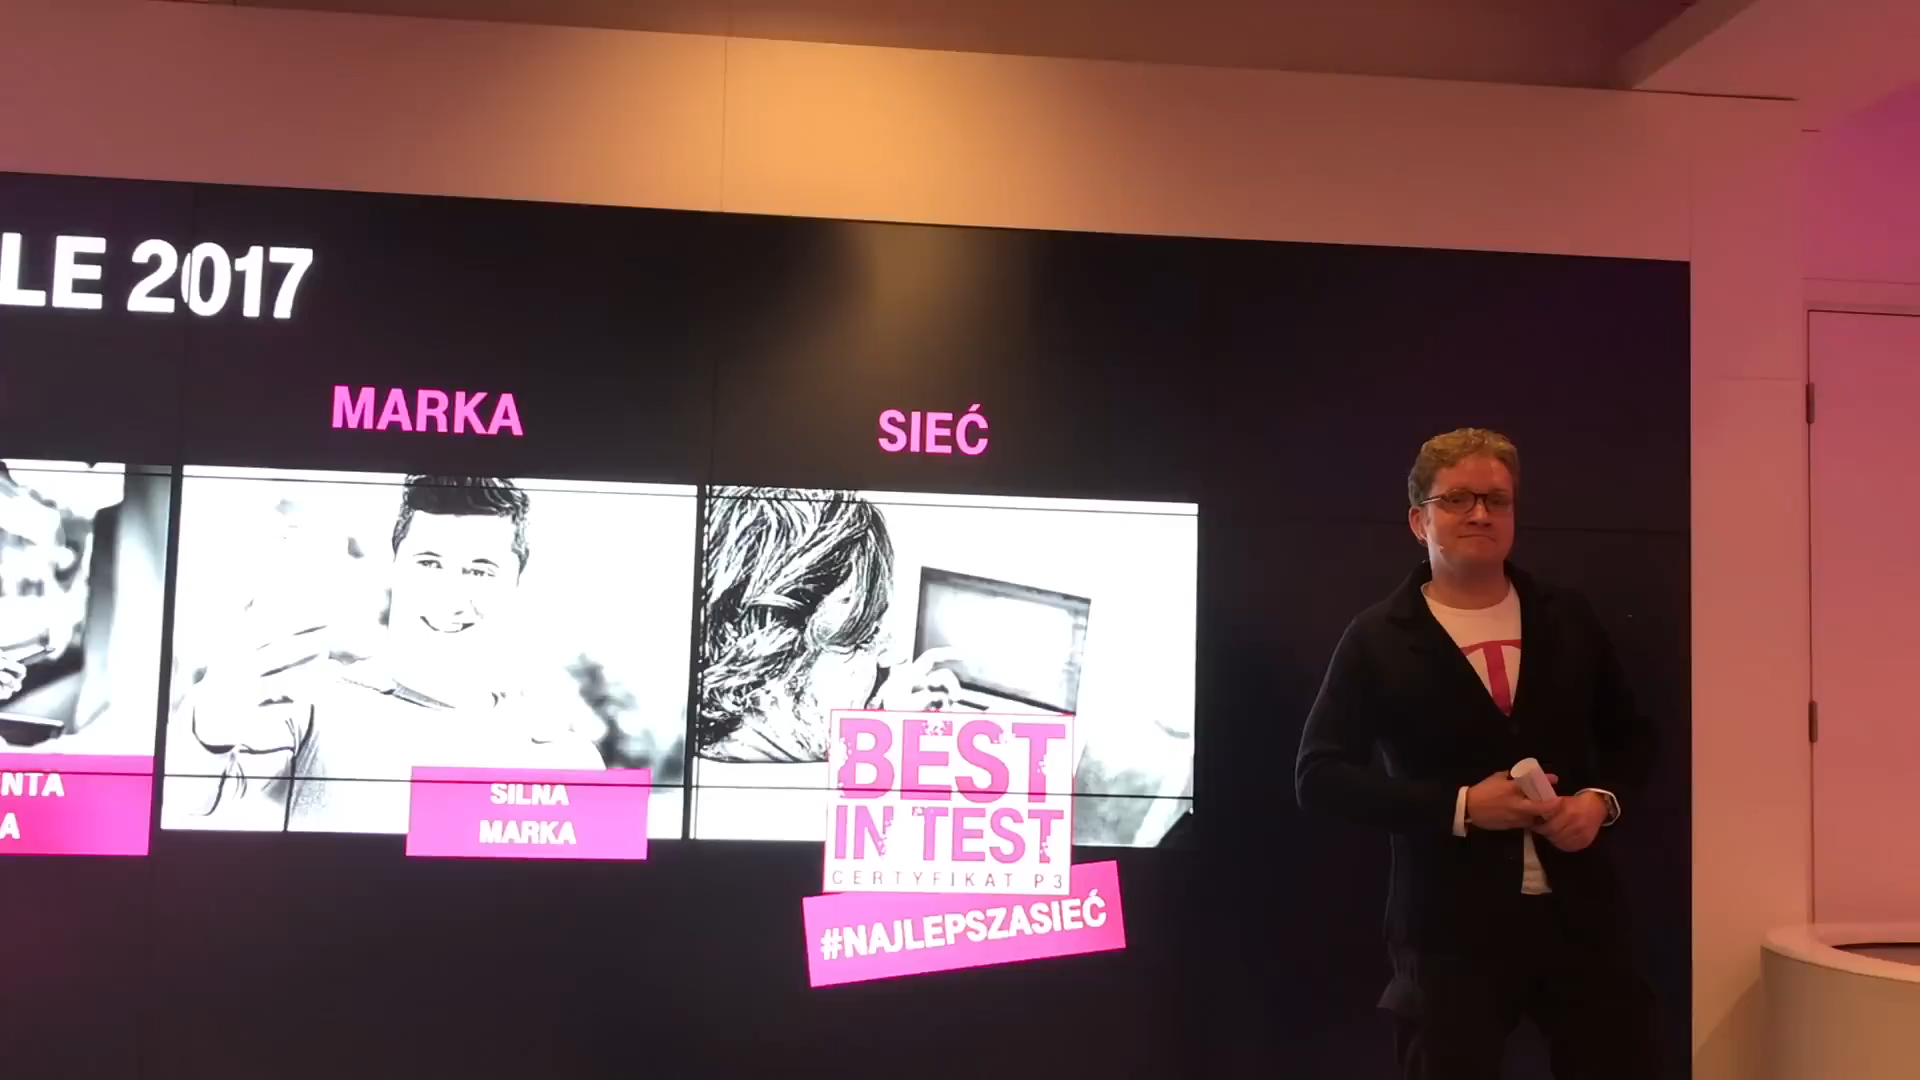 LE 2017
MARKA
SIEĆ
NTA
A
SILNA
MARKA
BEST
IN TEST
CERTYFIKAT P3
#NAJLEPSZASIEĆ
T